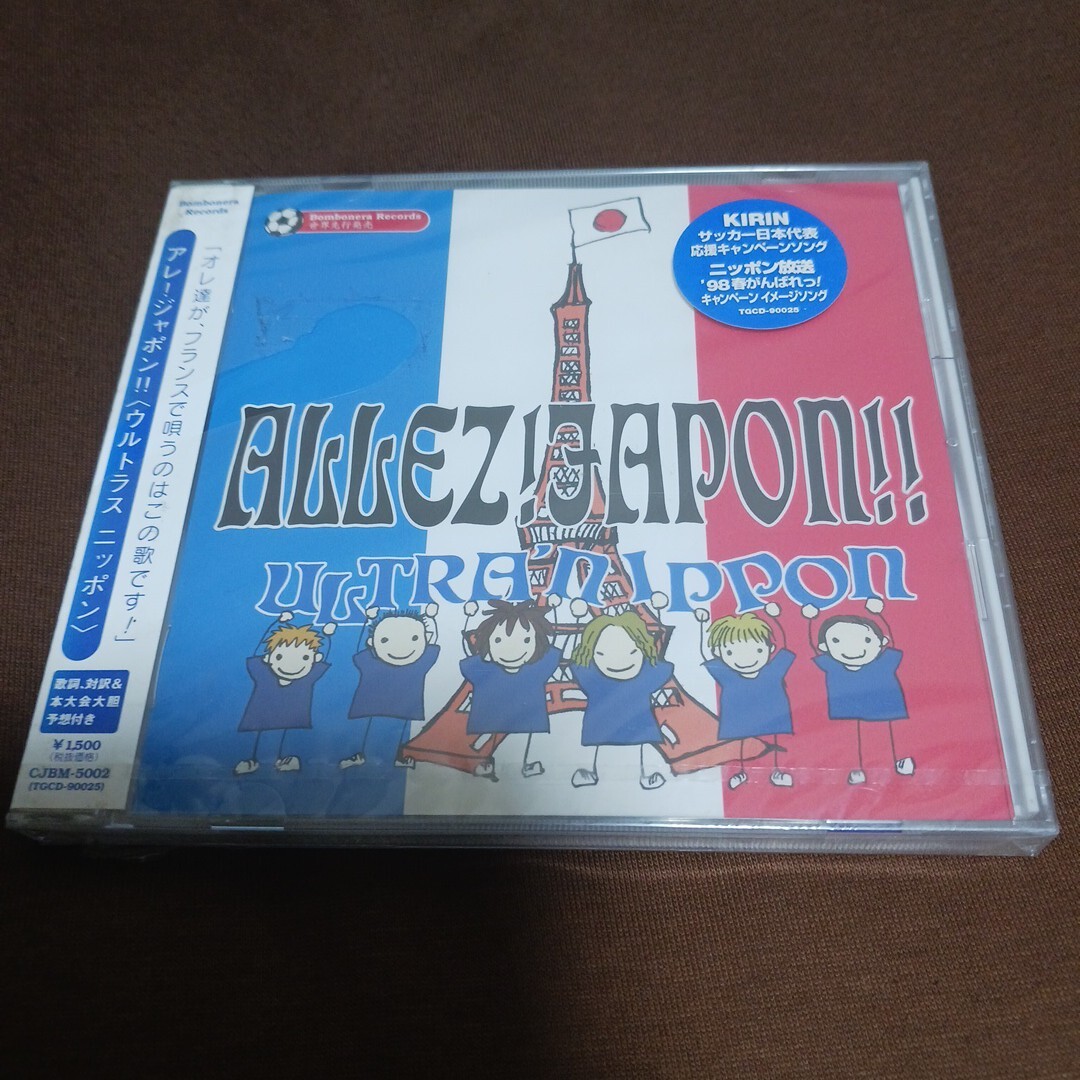 Bombonera
Records
「オレ達が、フランスで唄うのはこの歌です!」
アレ!ジャポン!!〈ウルトラス ニッポン〉
歌詞、対訳&
本大会大胆
予想付き
¥1,500
(税抜価格)
CJBM-5002
(TGCD-90025)
Bombonera Records
世界先行発売
KIRIN
サッカー日本代表
応援キャンペーンソング
ニッポン放送
'98春がんばれっ!
キャンペーン イメージソング
TGCD-90025
ALLEZ!JAPON!!
ULTRA'NIPPON